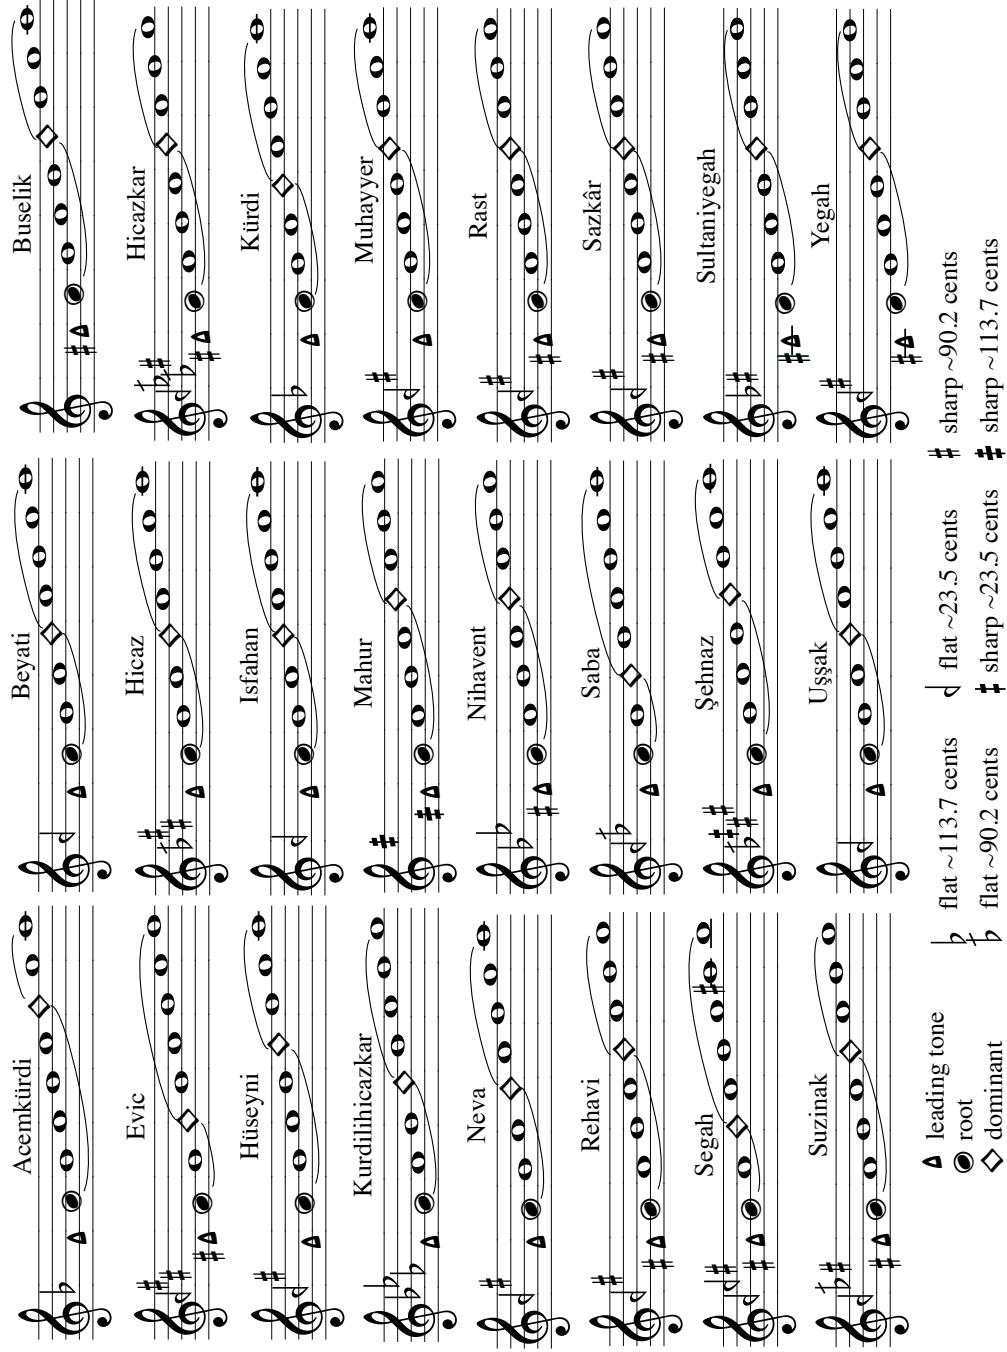 Acemkürdi Beyati Buselik
Evic Hicaz Hicazkar
Hüseyni Isfahan Kürdi
Kurdilihicazkar Mahur Muhayyer
Neva Nihavent Rast
Rehavi Saba Sazkâr
Segah Şehnaz Sultaniyegah
Suzinak Uşşak Yegah
leading tone
root
dominant
flat ~113.7 cents
flat ~90.2 cents
flat ~23.5 cents
sharp ~23.5 cents
sharp ~90.2 cents
sharp ~113.7 cents